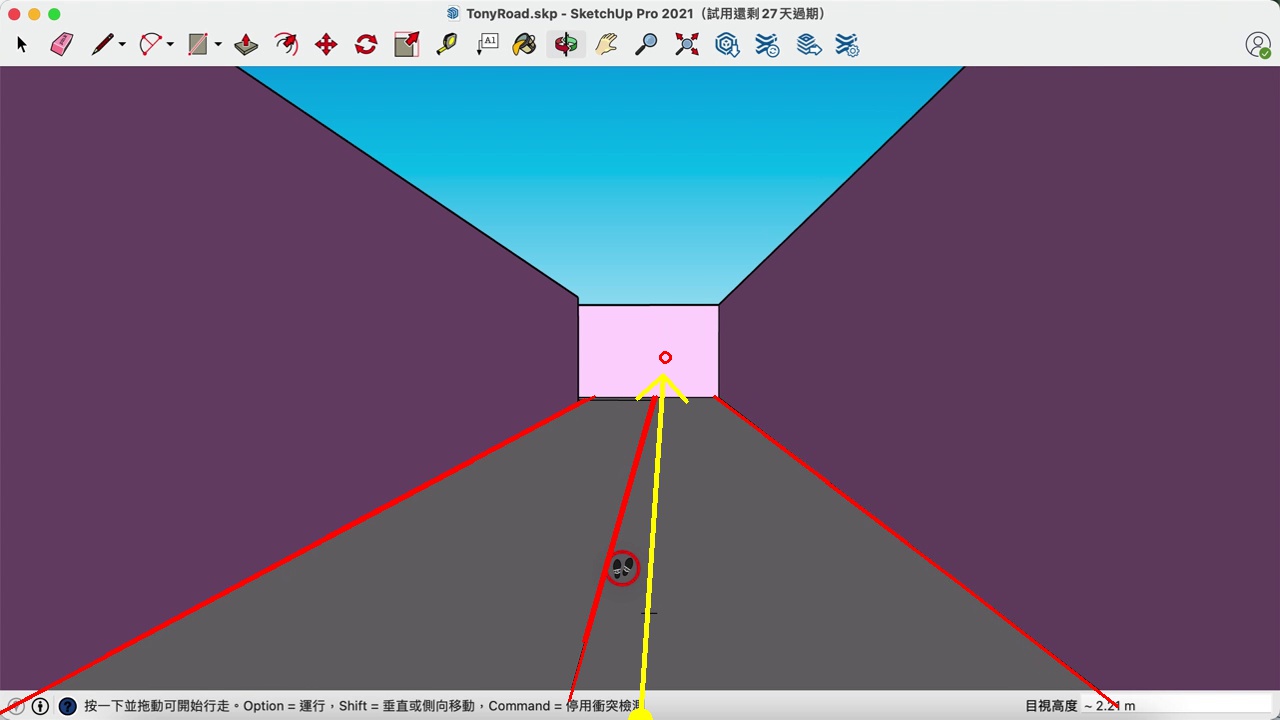 TonyRoad.skp - SketchUp Pro 2021（試用還剩 27 天過期）
A1
按一下並拖動可開始行走。Option = 運行，Shift = 垂直或側向移動，Command = 停用衝突檢測
目視高度 ~ 2.21 m